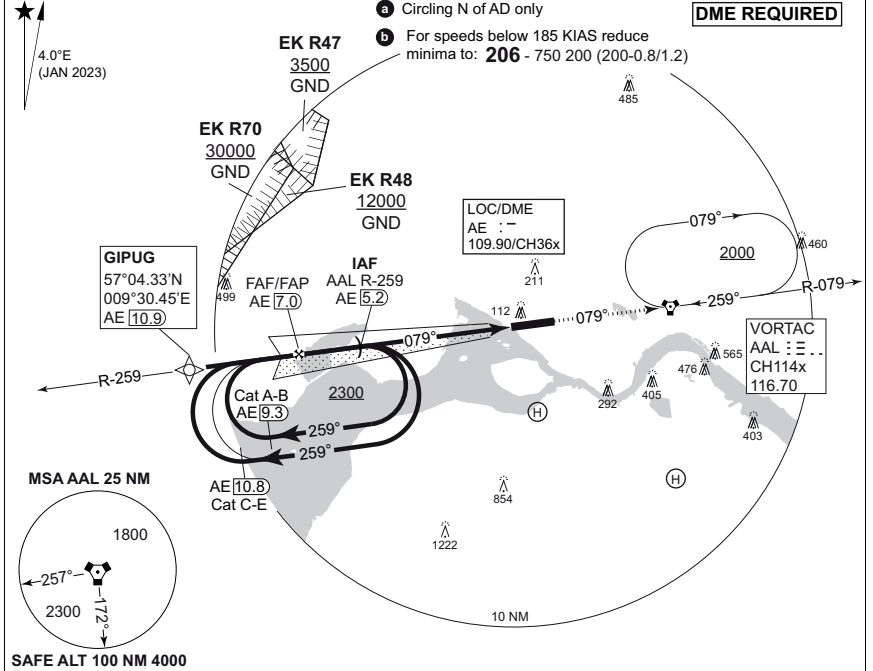 a Circling N of AD only
b For speeds below 185 KIAS reduce
minima to: 206 - 750 200 (200-0.8/1.2)
DME REQUIRED
4.0°E
(JAN 2023)
EK R47
3500
GND
485
EK R70
30000
GND
EK R48
12000
GND
LOC/DME
AE
109.90/CH36x
079°
2000
460
GIPUG
57°04.33'N
009°30.45'E
AE 10.9
499
FAF/FAP
AE 7.0
IAF
AAL R-259
AE 5.2
211
112
259°
R-079
079°
079°
VORTAC
AAL
CH114x
116.70
R-259
565
476
2300
Cat A-B
AE 9.3
292
405
H
403
259°
259°
AE 10.8
Cat C-E
H
854
MSA AAL 25 NM
1222
1800
257°
2300
172°
10 NM
SAFE ALT 100 NM 4000